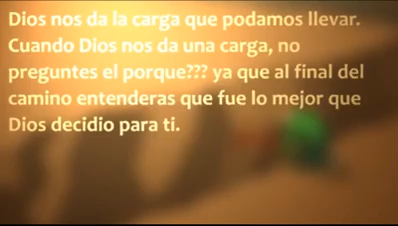 Dios nos da la carga que podamos llevar.
Cuando Dios nos da una carga, no
preguntes el porque??? ya que al final del
camino entenderas que fue lo mejor que
Dios decidio para ti.